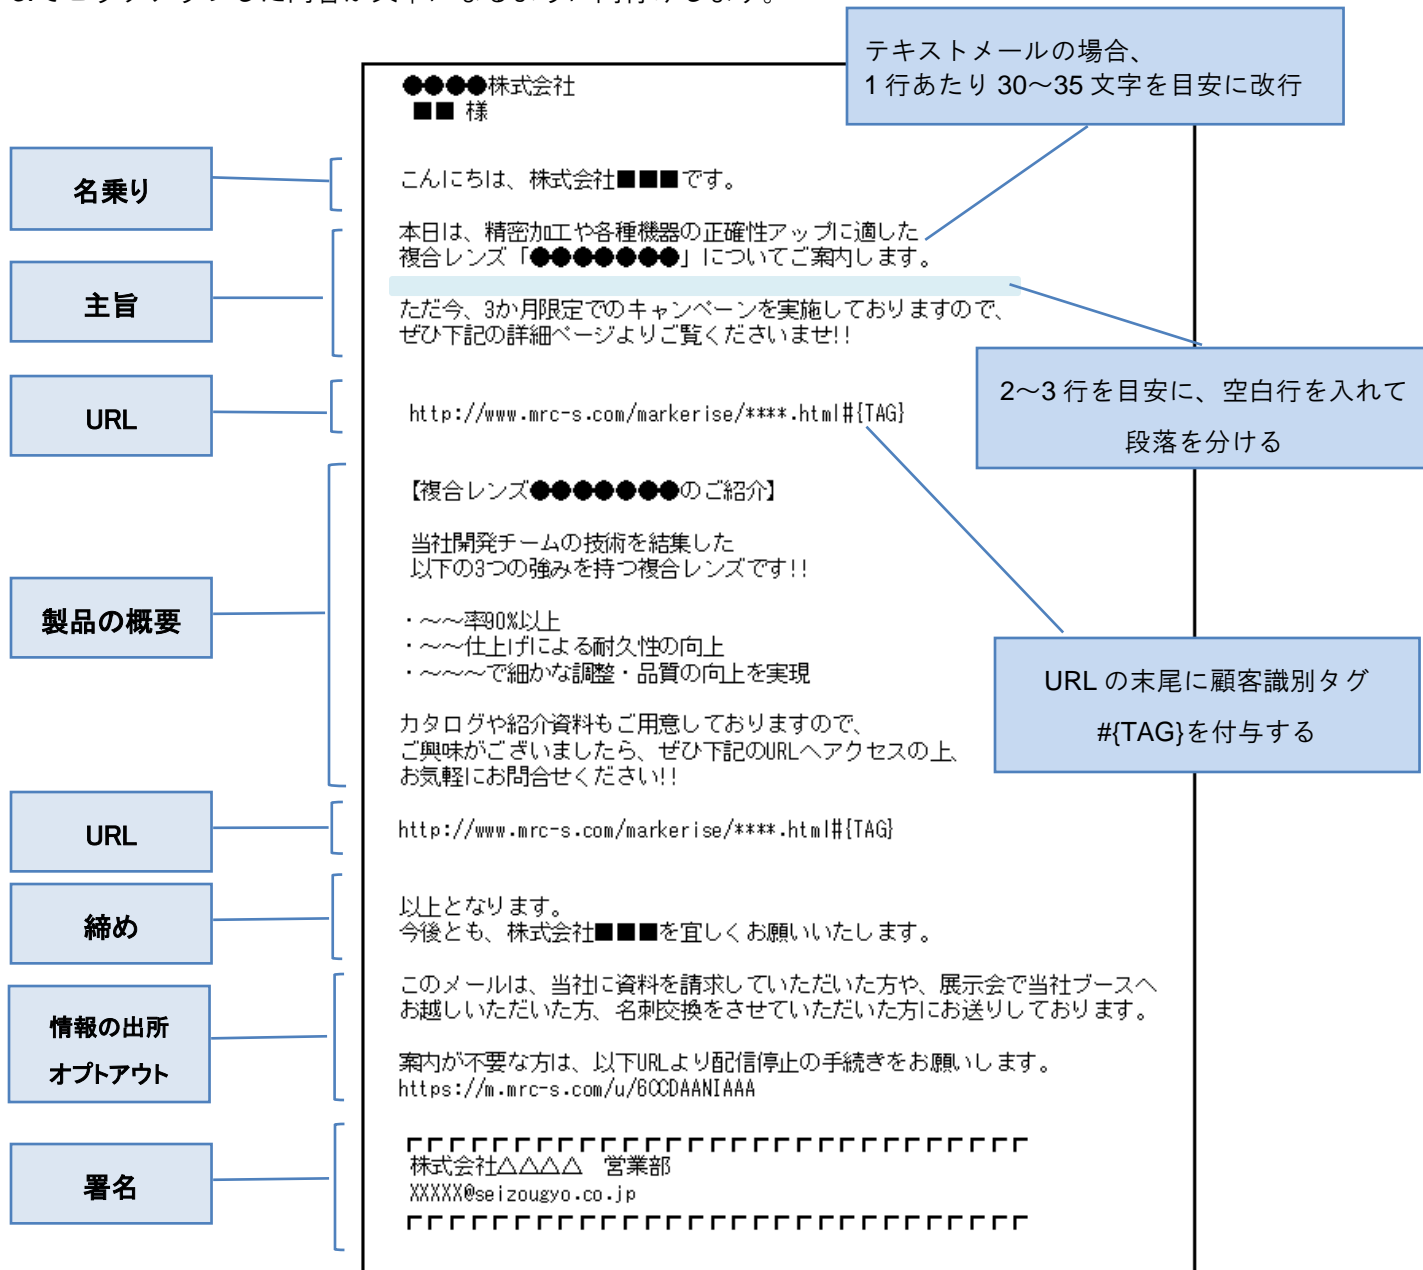 テキストメールの場合、
1行あたり30～35文字を目安に改行
●●●●株式会社
■■ 様
名乗り
こんにちは、株式会社■■■です。
主旨
本日は、精密加工や各種機器の正確性アップに適した
複合レンズ「●●●●●●●」についてご案内します。
ただ今、3か月限定でのキャンペーンを実施しておりますので、
ぜひ下記の詳細ページよりご覧くださいませ!!
2～3行を目安に、空白行を入れて
段落を分ける
URL
http://www.mrc-s.com/markerise/****.html#{TAG}
URLの末尾に顧客識別タグ
#{TAG}を付与する
製品の概要
【複合レンズ●●●●●●●のご紹介】
当社開発チームの技術を結集した
以下の3つの強みを持つ複合レンズです!!
・～～率90%以上
・～～仕上げによる耐久性の向上
・～～～で細かな調整・品質の向上を実現
カタログや紹介資料もご用意しておりますので、
ご興味がございましたら、ぜひ下記のURLへアクセスの上、
お気軽にお問合せください!!
URL
http://www.mrc-s.com/markerise/****.html#{TAG}
締め
以上となります。
今後とも、株式会社■■■を宜しくお願いいたします。
情報の出所
オプトアウト
このメールは、当社に資料を請求していただいた方や、展示会で当社ブースへ
お越しいただいた方、名刺交換をさせていただいた方にお送りしております。
案内が不要な方は、以下URLより配信停止の手続きをお願いします。
https://m.mrc-s.com/u/6CCDAANIAAA
署名
株式会社△△△△　営業部
XXXXX@seizougyo.co.jp